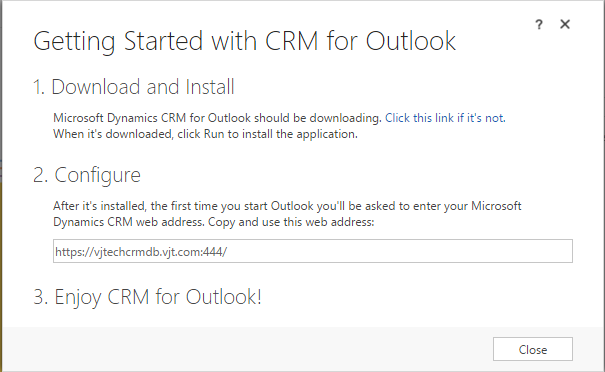 ?
Getting Started with CRM for Outlook
1. Download and Install
Microsoft Dynamics CRM for Outlook should be downloading. Click this link if it's not.
When it's downloaded, click Run to install the application.
2. Configure
After it's installed, the first time you start Outlook you'll be asked to enter your Microsoft
Dynamics CRM web address. Copy and use this web address:
https://vjtechcrmdb.vjt.com:444/
3. Enjoy CRM for Outlook!
Close